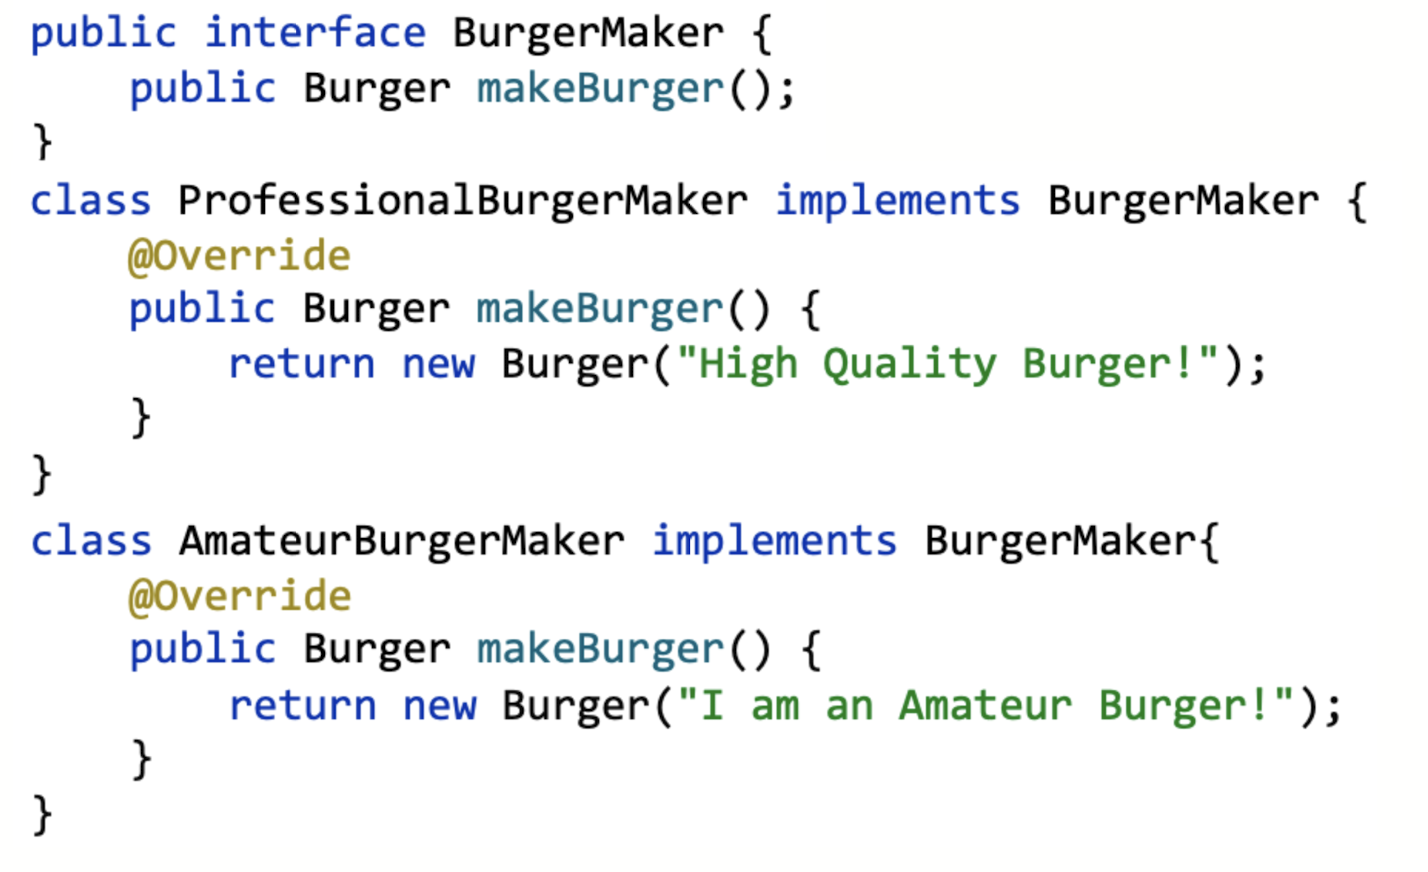 public interface BurgerMaker {
    public Burger makeBurger();
}
class ProfessionalBurgerMaker implements BurgerMaker {
    @Override
    public Burger makeBurger() {
        return new Burger("High Quality Burger!");
    }
}
class AmateurBurgerMaker implements BurgerMaker{
    @Override
    public Burger makeBurger() {
        return new Burger("I am an Amateur Burger!");
    }
}